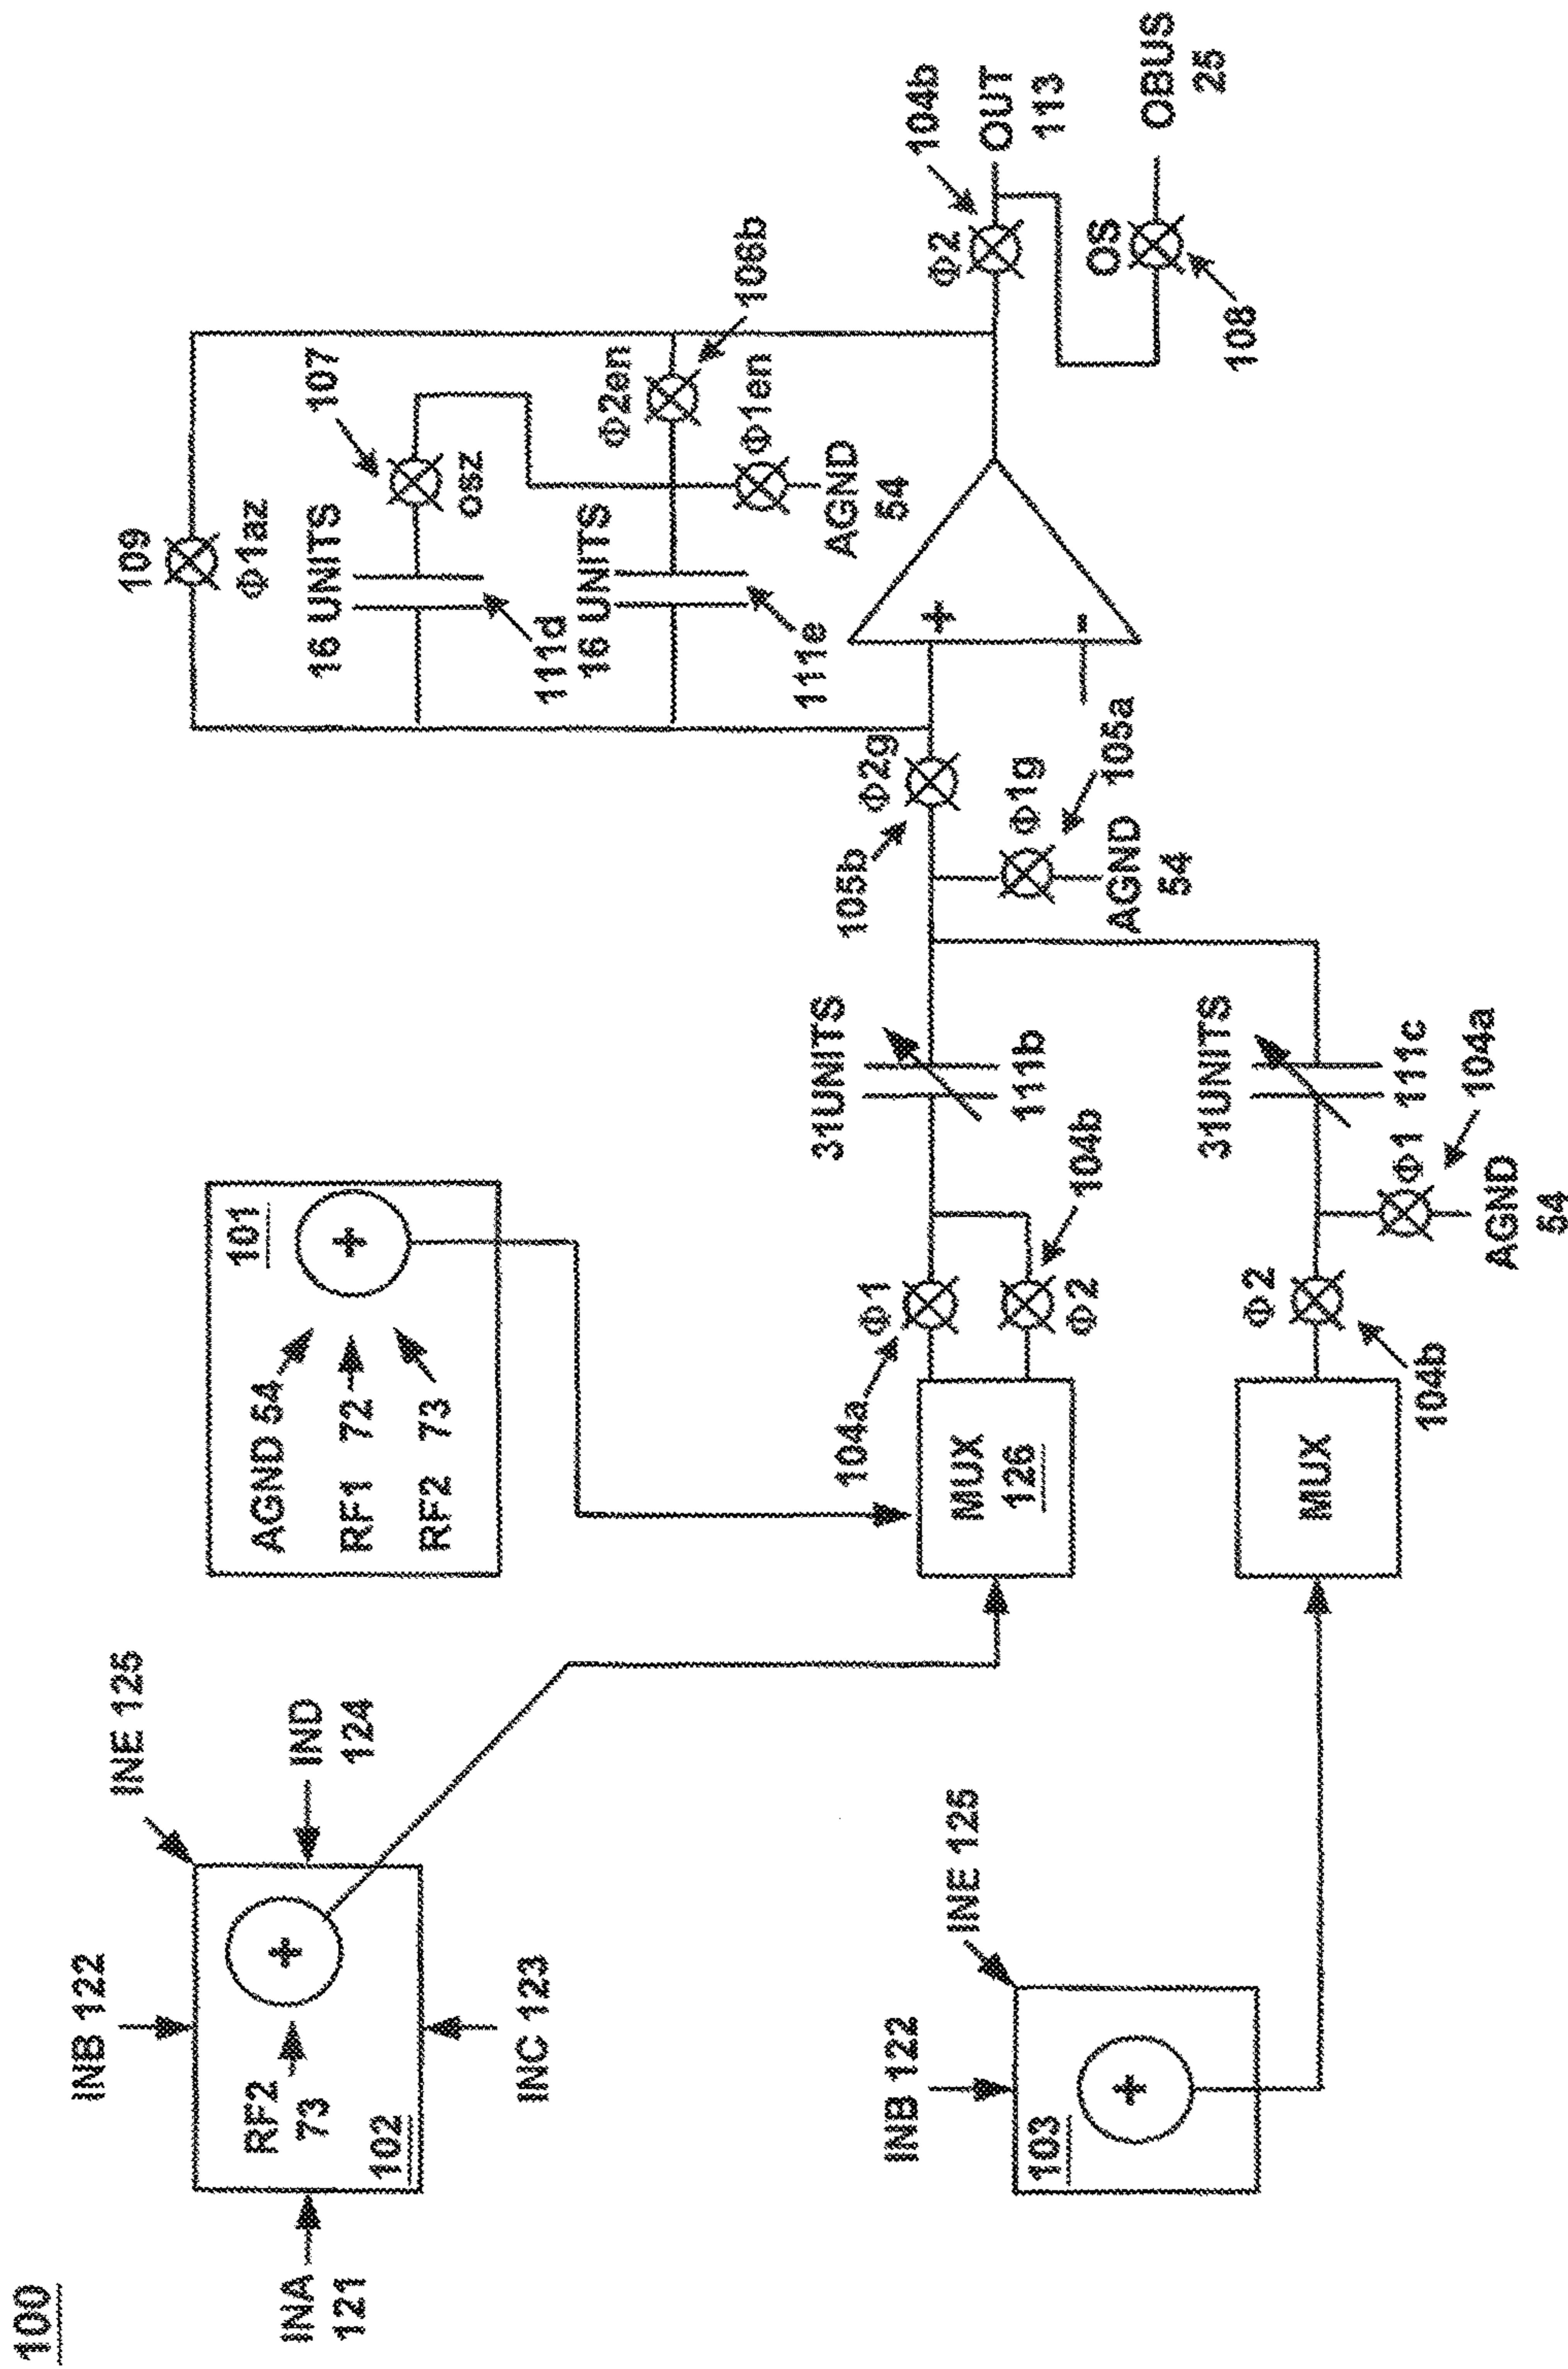 100
INA
121
INB 122
INE 125
IND
124
INC 123
RF2
73
102
AGND 54
RF1 72
RF2 73
101
INB 122
INE 125
103
MUX
126
MUX
104a
Φ1
Φ2
104b
Φ2
104b
31UNITS
111b
31UNITS
111c
Φ1
104a
AGND
54
105b
Φ2g
Φ1g
105a
AGND
54
109
Φ1az
16 UNITS
111d
107
osz
16 UNITS
111e
Φ2en
106b
Φ1en
AGND
54
+
-
Φ2
104b
OUT
113
OS
108
OBUS
25